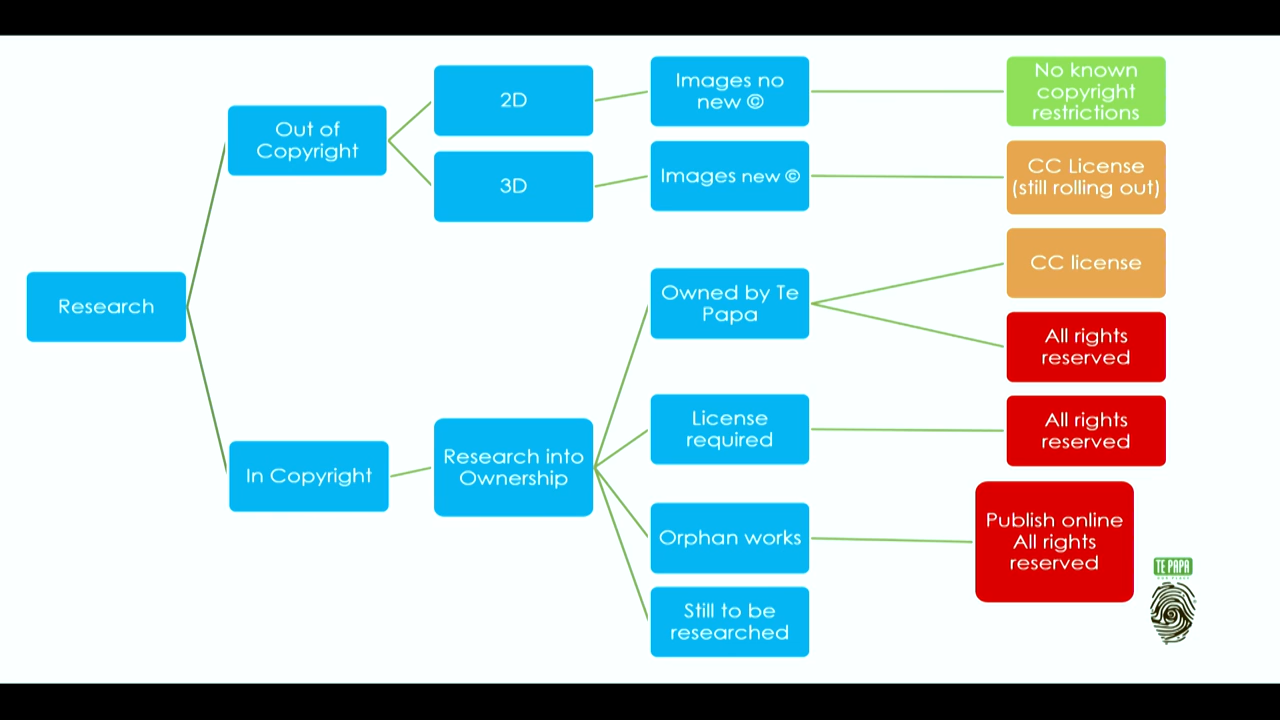 Research
Out of
Copyright
In Copyright
2D
3D
Research into
Ownership
Images no
new ©
Images new ©
Owned by Te
Papa
License
required
Orphan works
Still to be
researched
No known
copyright
restrictions
CC License
(still rolling out)
CC license
All rights
reserved
All rights
reserved
Publish online
All rights
reserved
TE PAPA